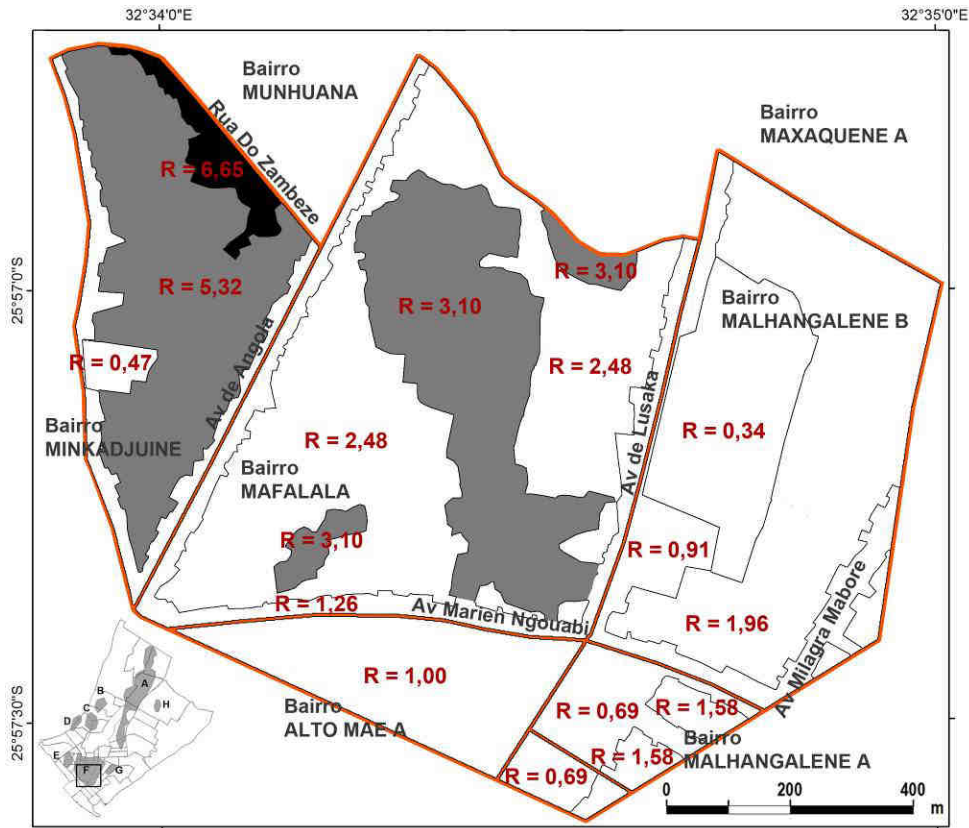 32°34'0"E
32°35'0"E
Bairro
MUNHUANA
Bairro
MAXAQUENE A
Rua Do Zambeze
R = 6,65
25°57'0"S
R = 5,32
R = 3,10
R = 3,10
Bairro
MALHANGALENE B
R = 0,47
Av de Angola
R = 2,48
Av de Lusaka
Bairro
MINKADJUINE
R = 2,48
R = 0,34
Bairro
MAFALALA
R = 3,10
R = 0,91
R = 1,26
Av Marien Ngouabi
R = 1,96
Av Milagra Mabore
R = 1,00
25°57'30"S
Bairro
ALTO MAE A
R = 0,69
R = 1,58
Bairro
MALHANGALENE A
R = 1,58
R = 0,69
A
B
C
D
E
F
G
H
0 200 400
m